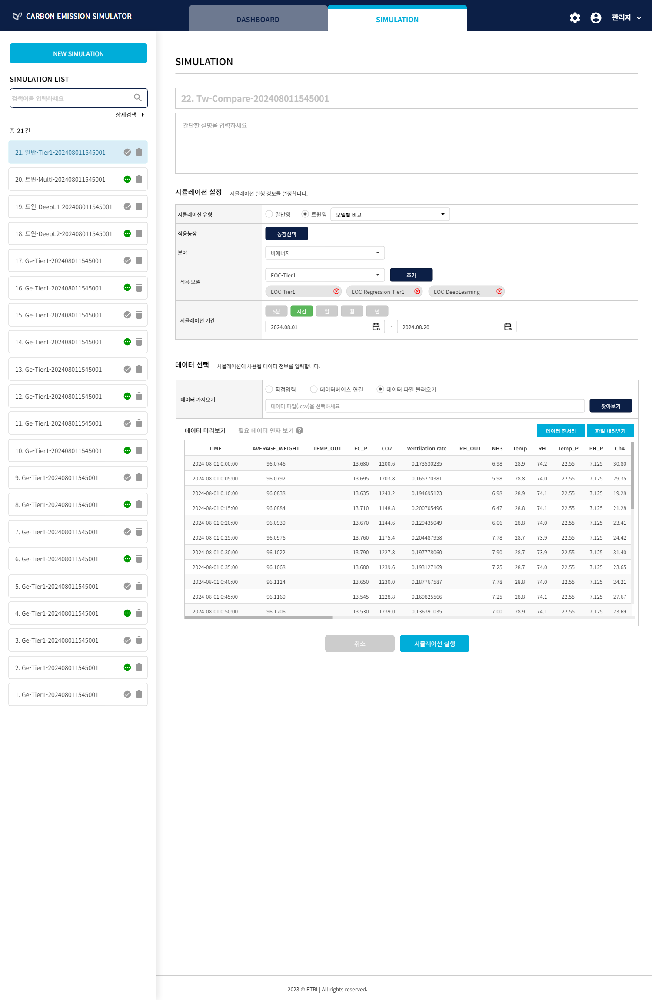 CARBON EMISSION SIMULATOR
DASHBOARD
SIMULATION
관리자
NEW SIMULATION
SIMULATION LIST
검색어를 입력하세요
상세검색
총 21건
21. 일반-Tier1-202408011545001
20. 트윈-Multi-202408011545001
19. 트윈-DeepL1-202408011545001
18. 트윈-DeepL2-202408011545001
17. Ge-Tier1-202408011545001
16. Ge-Tier1-202408011545001
15. Ge-Tier1-202408011545001
14. Ge-Tier1-202408011545001
13. Ge-Tier1-202408011545001
12. Ge-Tier1-202408011545001
11. Ge-Tier1-202408011545001
10. Ge-Tier1-202408011545001
9. Ge-Tier1-202408011545001
8. Ge-Tier1-202408011545001
7. Ge-Tier1-202408011545001
6. Ge-Tier1-202408011545001
5. Ge-Tier1-202408011545001
4. Ge-Tier1-202408011545001
3. Ge-Tier1-202408011545001
2. Ge-Tier1-202408011545001
1. Ge-Tier1-202408011545001
SIMULATION
22. Tw-Compare-202408011545001
간단한 설명을 입력하세요
시뮬레이션 설정 시뮬레이션 실행 정보를 설정합니다.
시뮬레이션 유형 일반형 트윈형 모델별 비교
적용농장 농장선택
분야 비에너지
적용 모델 EOC-Tier1 추가
EOC-Tier1 EOC-Regression-Tier1 EOC-DeepLearning
시뮬레이션 기간 5분 시간 일 월 년
2024.08.01 ~ 2024.08.20
데이터 선택 시뮬레이션에 사용될 데이터 정보를 입력합니다.
데이터 가져오기 직접입력 데이터베이스 연결 데이터 파일 불러오기
데이터 파일(.csv)을 선택하세요 찾아보기
데이터 미리보기 필요 데이터 인자 보기 ? 데이터 전처리 파일 내려받기
TIME AVERAGE_WEIGHT TEMP_OUT EC_P CO2 Ventilation rate RH_OUT NH3 Temp RH Temp_P PH_P Ch4
2024-08-01 0:00:00 96.0746 13.680 1200.6 0.173530235 6.98 28.9 74.2 22.55 7.125 30.80
2024-08-01 0:05:00 96.0792 13.695 1203.8 0.165270381 5.98 28.8 74.0 22.55 7.125 29.35
2024-08-01 0:10:00 96.0838 13.635 1243.2 0.194695123 6.98 28.9 74.1 22.55 7.125 19.28
2024-08-01 0:15:00 96.0884 13.710 1148.8 0.200705496 6.47 28.8 74.1 22.55 7.125 21.28
2024-08-01 0:20:00 96.0930 13.670 1144.6 0.129435049 6.06 28.8 74.0 22.55 7.125 23.41
2024-08-01 0:25:00 96.0976 13.760 1175.4 0.204487958 7.78 28.7 73.9 22.55 7.125 24.42
2024-08-01 0:30:00 96.1022 13.790 1227.8 0.197778060 7.90 28.7 73.9 22.55 7.125 31.40
2024-08-01 0:35:00 96.1068 13.680 1239.6 0.193127169 7.25 28.7 74.0 22.55 7.125 23.65
2024-08-01 0:40:00 96.1114 13.650 1230.0 0.187767587 7.78 28.8 74.0 22.55 7.125 24.21
2024-08-01 0:45:00 96.1160 13.545 1228.8 0.169825566 7.25 28.8 74.1 22.55 7.125 27.67
2024-08-01 0:50:00 96.1206 13.530 1239.0 0.136391035 7.00 28.9 74.1 22.55 7.125 23.69
취소 시뮬레이션 실행
2023 © ETRI | All rights reserved.